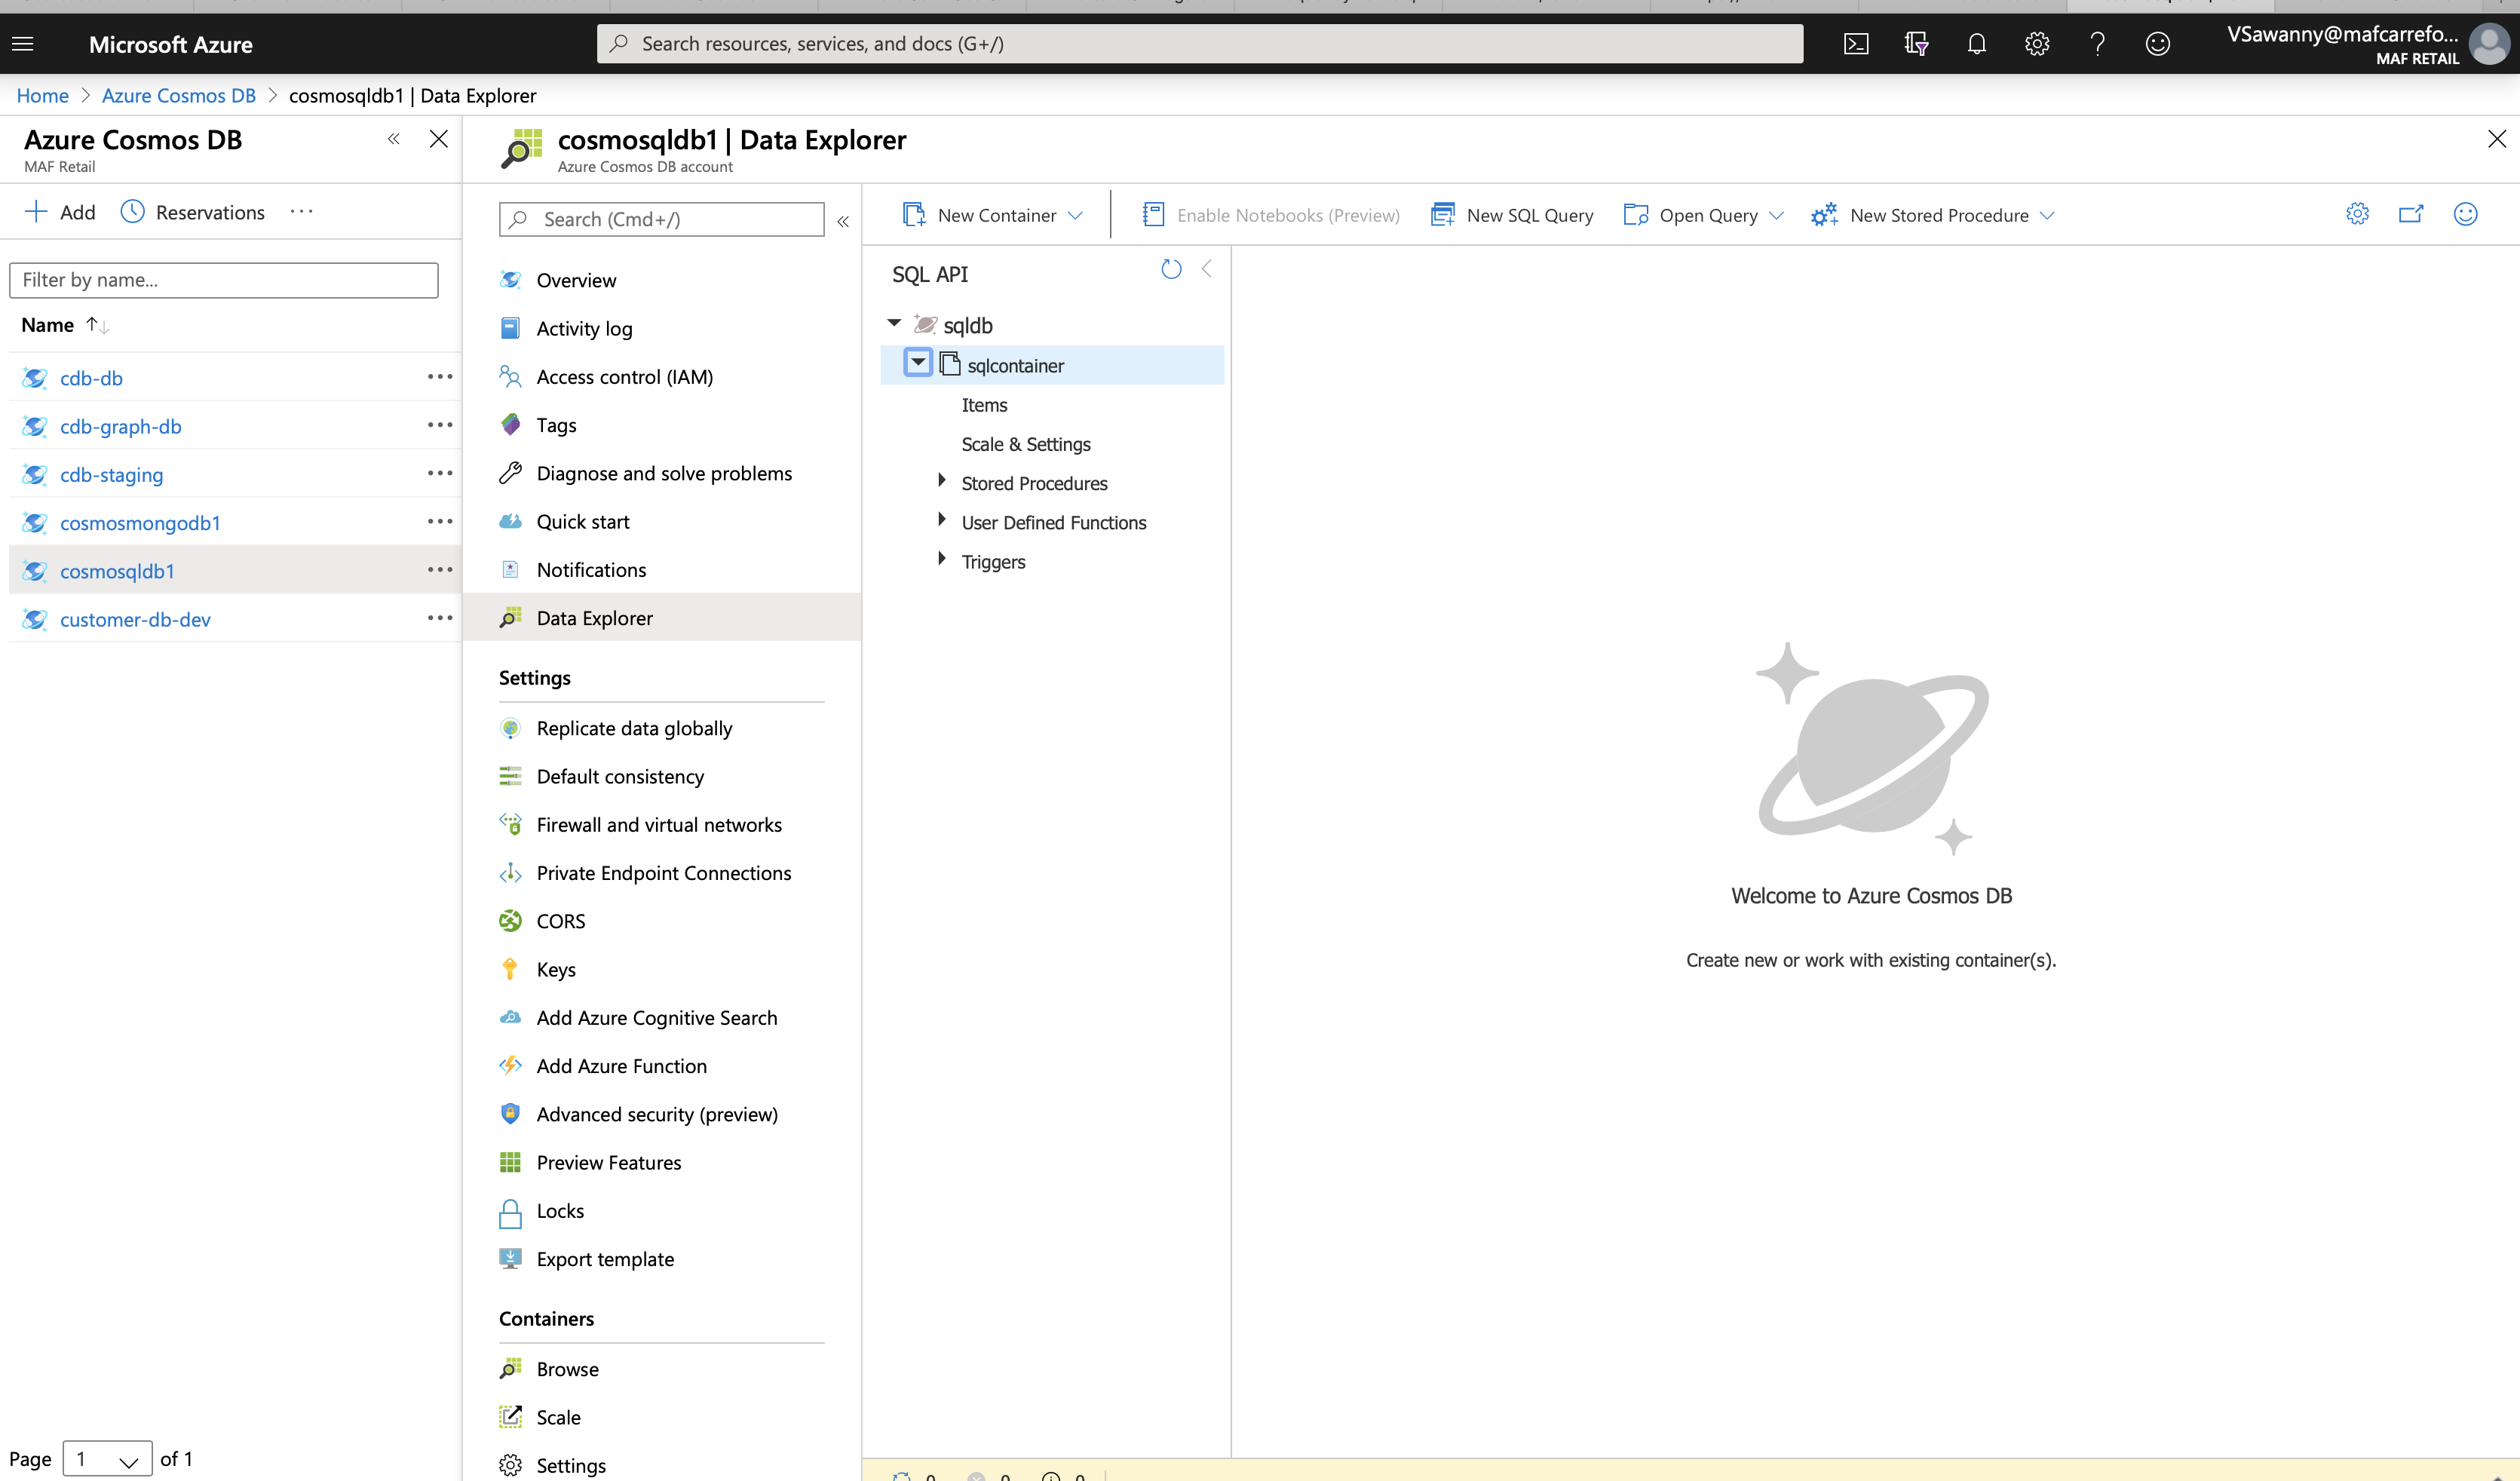 Microsoft Azure
Search resources, services, and docs (G+/)
VSawanny@mafcarrefo...
MAF RETAIL
Home > Azure Cosmos DB > cosmosqldb1 | Data Explorer
Azure Cosmos DB
MAF Retail
Add
Reservations
Filter by name...
Name
cdb-db
cdb-graph-db
cdb-staging
cosmosmongodb1
cosmosqldb1
customer-db-dev
Page 1 of 1
cosmosqldb1 | Data Explorer
Azure Cosmos DB account
Search (Cmd+/)
Overview
Activity log
Access control (IAM)
Tags
Diagnose and solve problems
Quick start
Notifications
Data Explorer
Settings
Replicate data globally
Default consistency
Firewall and virtual networks
Private Endpoint Connections
CORS
Keys
Add Azure Cognitive Search
Add Azure Function
Advanced security (preview)
Preview Features
Locks
Export template
Containers
Browse
Scale
Settings
New Container
Enable Notebooks (Preview)
New SQL Query
Open Query
New Stored Procedure
SQL API
sqldb
sqlcontainer
Items
Scale & Settings
Stored Procedures
User Defined Functions
Triggers
Welcome to Azure Cosmos DB
Create new or work with existing container(s).
0 0 0